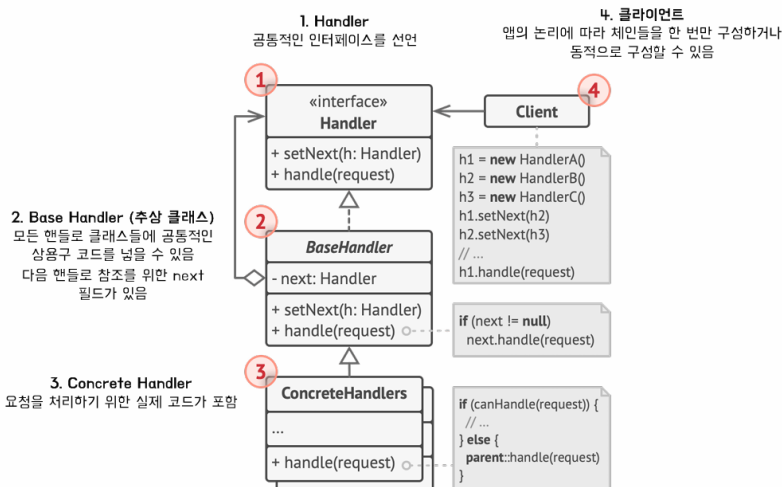 1. Handler
공통적인 인터페이스를 선언
4. 클라이언트
앱의 논리에 따라 체인들을 한 번만 구성하거나
동적으로 구성할 수 있음
1
«interface»
Handler
+ setNext(h: Handler)
+ handle(request)
4
Client
h1 = new HandlerA()
h2 = new HandlerB()
h3 = new HandlerC()
h1.setNext(h2)
h2.setNext(h3)
// ...
h1.handle(request)
2. Base Handler (추상 클래스)
모든 핸들로 클래스들에 공통적인
상용구 코드를 넣을 수 있음
다음 핸들로 참조를 위한 next
필드가 있음
2
BaseHandler
- next: Handler
+ setNext(h: Handler)
+ handle(request)
if (next != null)
next.handle(request)
3. Concrete Handler
요청을 처리하기 위한 실제 코드가 포함
3
ConcreteHandlers
...
+ handle(request)
if (canHandle(request)) {
// ...
} else {
parent::handle(request)
}